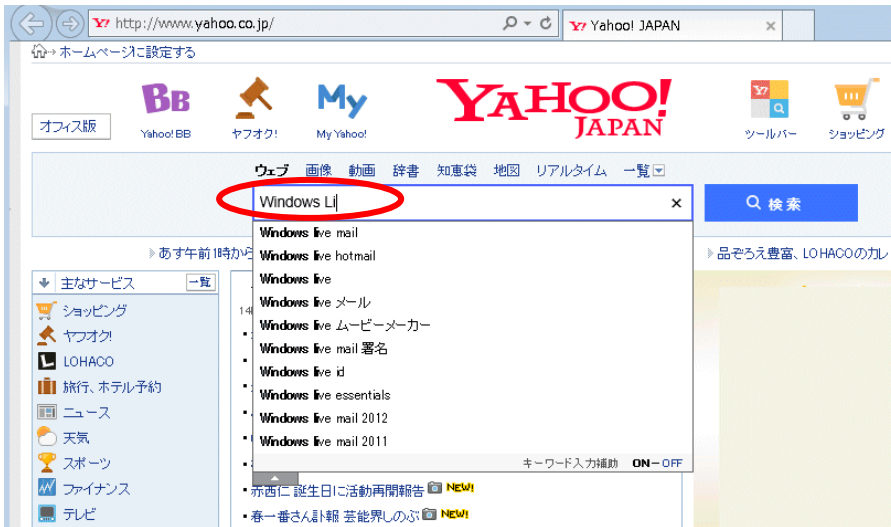 http://www.yahoo.co.jp/
Yahoo! JAPAN
ホームページに設定する
オフィス版
BB
Yahoo! BB
ヤフオク!
My
My Yahoo!
YAHOO!
JAPAN
ツールバー
ショッピング
ウェブ 画像 動画 辞書 知恵袋 地図 リアルタイム 一覧
Windows Li
検索
Windows live mail
Windows live hotmail
Windows live
Windows live メール
Windows live ムービーメーカー
Windows live mail 署名
Windows live id
Windows live essentials
Windows live mail 2012
Windows live mail 2011
キーワード入力補助 ON-OFF
あす午前1時から
品ぞろえ豊富、LOHACOのカレ
主なサービス 一覧
ショッピング
ヤフオク!
LOHACO
旅行、ホテル予約
ニュース
天気
スポーツ
ファイナンス
テレビ
赤西仁 誕生日に活動再開報告 NEW!
春一番さん訃報 芸能界しのぶ NEW!